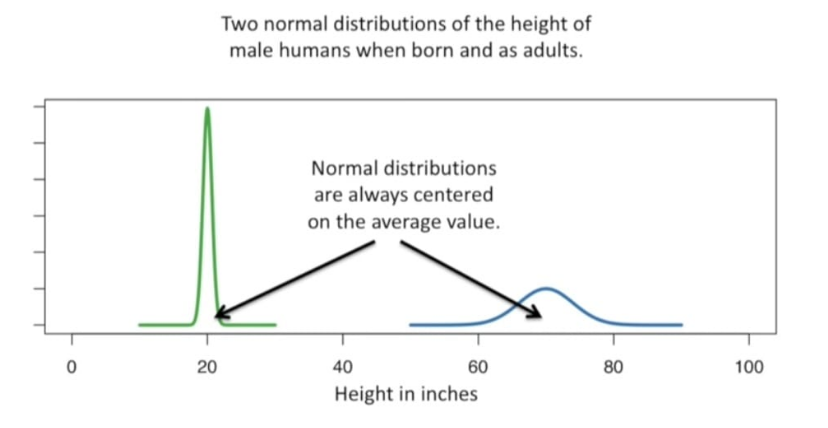 Two normal distributions of the height of
male humans when born and as adults.
Normal distributions
are always centered
on the average value.
0 20 40 60 80 100
Height in inches